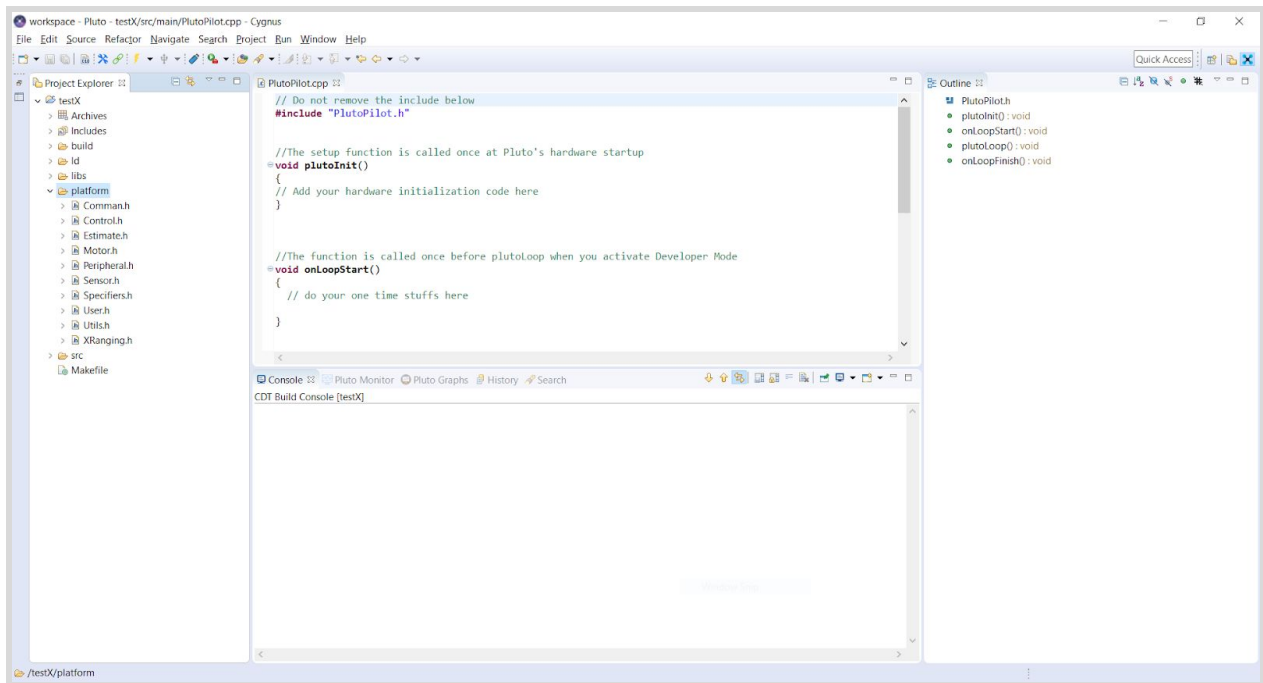 workspace - Pluto - testX/src/main/PlutoPilot.cpp - Cygnus
File Edit Source Refactor Navigate Search Project Run Window Help
Quick Access
Project Explorer
testX
Archives
Includes
build
ld
libs
platform
Comman.h
Control.h
Estimate.h
Motor.h
Peripheral.h
Sensor.h
Specifiers.h
User.h
Utils.h
XRanging.h
src
Makefile
PlutoPilot.cpp
// Do not remove the include below
#include "PlutoPilot.h"
//The setup function is called once at Pluto's hardware startup
void plutoInit()
{
// Add your hardware initialization code here
}
//The function is called once before plutoLoop when you activate Developer Mode
void onLoopStart()
{
// do your one time stuffs here
}
Console Pluto Monitor Pluto Graphs History Search
CDT Build Console [testX]
Outline
PlutoPilot.h
plutoInit() : void
onLoopStart() : void
plutoLoop() : void
onLoopFinish() : void
/testX/platform